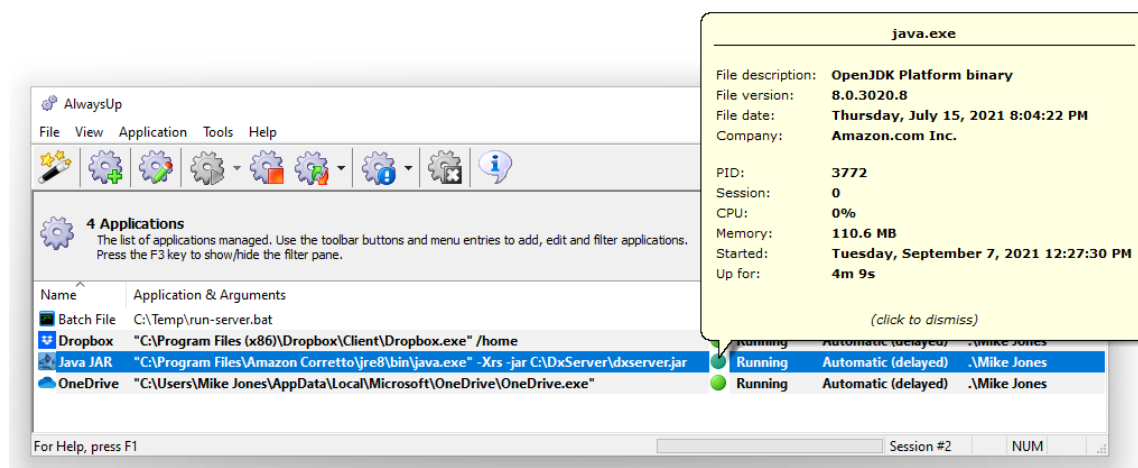 java.exe
File description: OpenJDK Platform binary
File version: 8.0.3020.8
File date: Thursday, July 15, 2021 8:04:22 PM
Company: Amazon.com Inc.
PID: 3772
Session: 0
CPU: 0%
Memory: 110.6 MB
Started: Tuesday, September 7, 2021 12:27:30 PM
Up for: 4m 9s
(click to dismiss)
AlwaysUp
File View Application Tools Help
4 Applications
The list of applications managed. Use the toolbar buttons and menu entries to add, edit and filter applications.
Press the F3 key to show/hide the filter pane.
Name Application & Arguments
Batch File C:\Temp\run-server.bat
Dropbox "C:\Program Files (x86)\Dropbox\Client\Dropbox.exe" /home Running Automatic (delayed) .\Mike Jones
Java JAR "C:\Program Files\Amazon Corretto\jre8\bin\java.exe" -Xrs -jar C:\DxServer\dxserver.jar Running Automatic (delayed) .\Mike Jones
OneDrive "C:\Users\Mike Jones\AppData\Local\Microsoft\OneDrive\OneDrive.exe" Running Automatic (delayed) .\Mike Jones
For Help, press F1 Session #2 NUM